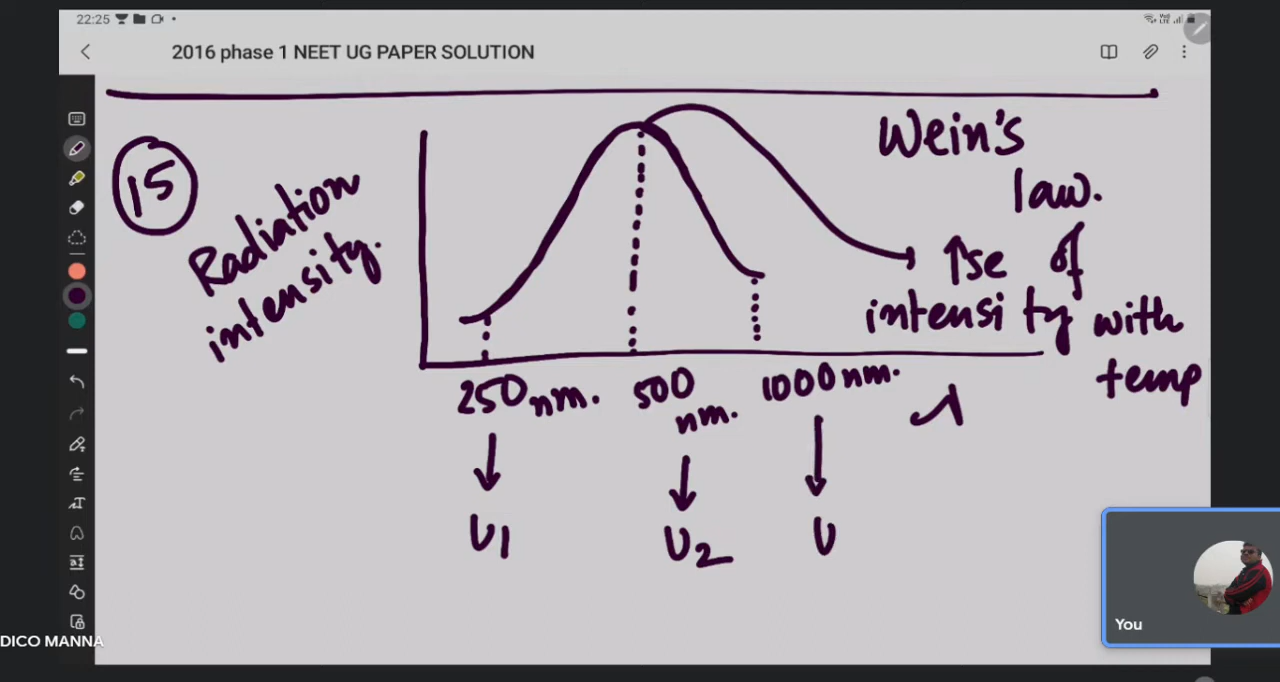 22:25
2016 phase 1 NEET UG PAPER SOLUTION
15
Radiation
intensity.
Wein's
law.
↑se of
intensity with
temp
250nm.
500
nm.
1000nm.
λ
U1
U2
U
You
DICO MANNA